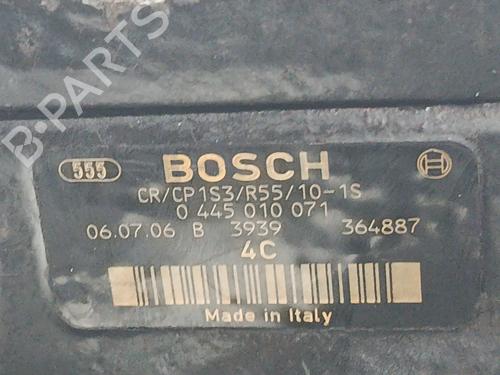 555 BOSCH
CR/CP1S3/R55/10-1S
0 445 010 071
06.07.06 B 3939 364887
4C
Made in Italy
B-PARTS